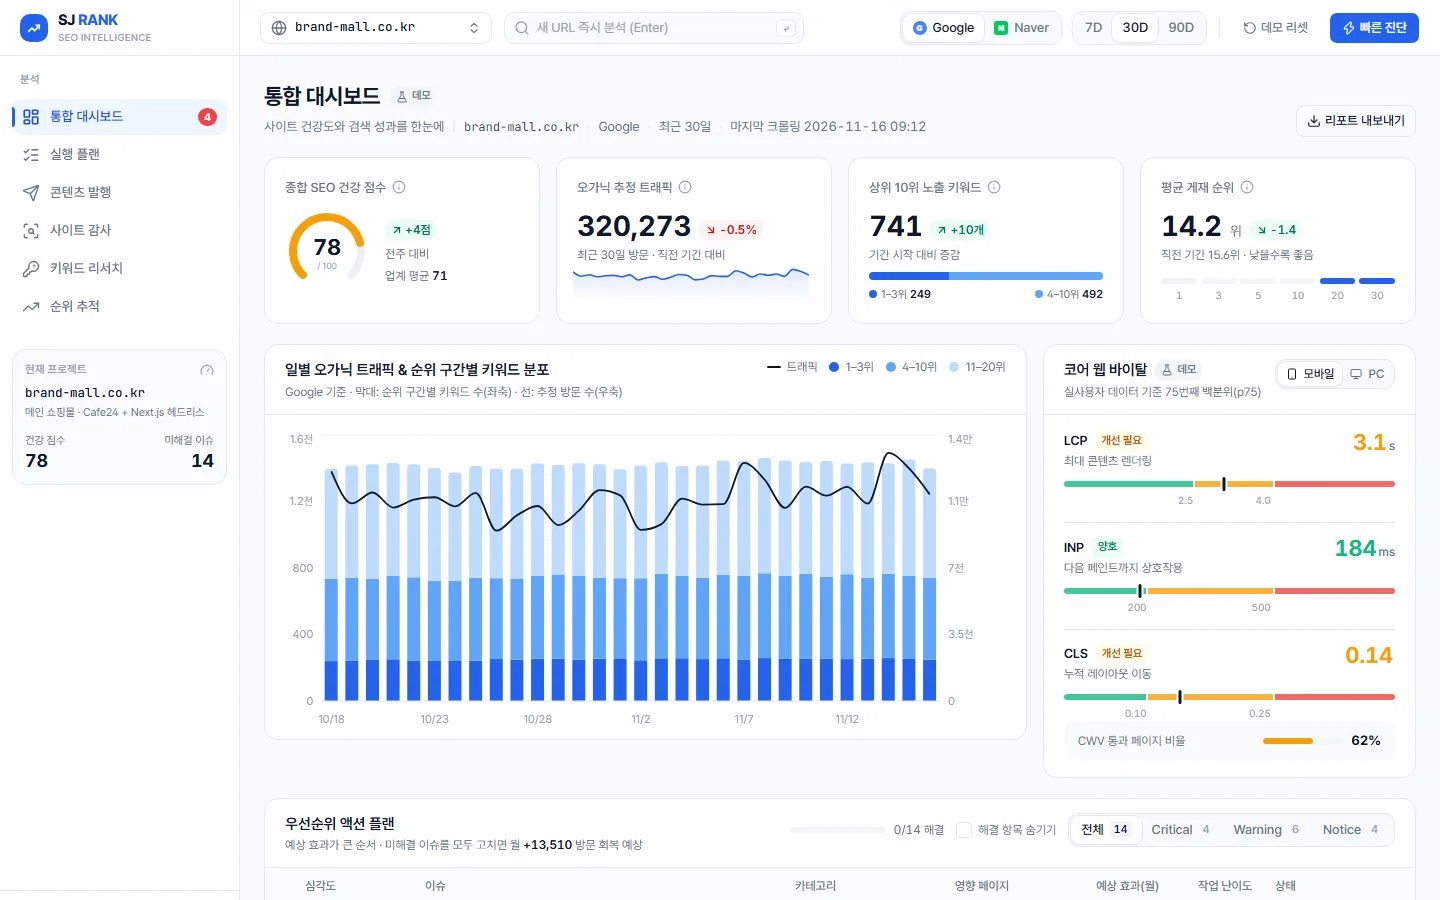 SJ RANK
SEO INTELLIGENCE
brand-mall.co.kr
새 URL 즉시 분석 (Enter)
Google
Naver
7D
30D
90D
데모 리셋
빠른 진단
분석
통합 대시보드
4
실행 플랜
콘텐츠 발행
사이트 감사
키워드 리서치
순위 추적
현재 프로젝트
brand-mall.co.kr
메인 쇼핑몰 · Cafe24 + Next.js 헤드리스
건강 점수
미해결 이슈
78
14
통합 대시보드
데모
사이트 건강도와 검색 성과를 한눈에 | brand-mall.co.kr · Google · 최근 30일 · 마지막 크롤링 2026-11-16 09:12
리포트 내보내기
종합 SEO 건강 점수
78
/ 100
+4점
전주 대비
업계 평균 71
오가닉 추정 트래픽
320,273
-0.5%
최근 30일 방문 · 직전 기간 대비
상위 10위 노출 키워드
741
+10개
기간 시작 대비 증감
1–3위 249
4–10위 492
평균 게재 순위
14.2 위
-1.4
직전 기간 15.6위 · 낮을수록 좋음
1 3 5 10 20 30
일별 오가닉 트래픽 & 순위 구간별 키워드 분포
Google 기준 · 막대: 순위 구간별 키워드 수(좌축) · 선: 추정 방문 수(우축)
트래픽
1–3위
4–10위
11–20위
1.6천
1.2천
800
400
0
1.4만
1.1만
7천
3.5천
0
10/18 10/23 10/28 11/2 11/7 11/12
코어 웹 바이탈
데모
실사용자 데이터 기준 75번째 백분위(p75)
모바일
PC
LCP 개선 필요
3.1 s
최대 콘텐츠 렌더링
2.5 4.0
INP 양호
184 ms
다음 페인트까지 상호작용
200 500
CLS 개선 필요
0.14
누적 레이아웃 이동
0.10 0.25
CWV 통과 페이지 비율
62%
우선순위 액션 플랜
예상 효과가 큰 순서 · 미해결 이슈를 모두 고치면 월 +13,510 방문 회복 예상
0/14 해결
해결 항목 숨기기
전체 14
Critical 4
Warning 6
Notice 4
심각도 이슈 카테고리 영향 페이지 예상 효과(월) 작업 난이도 상태